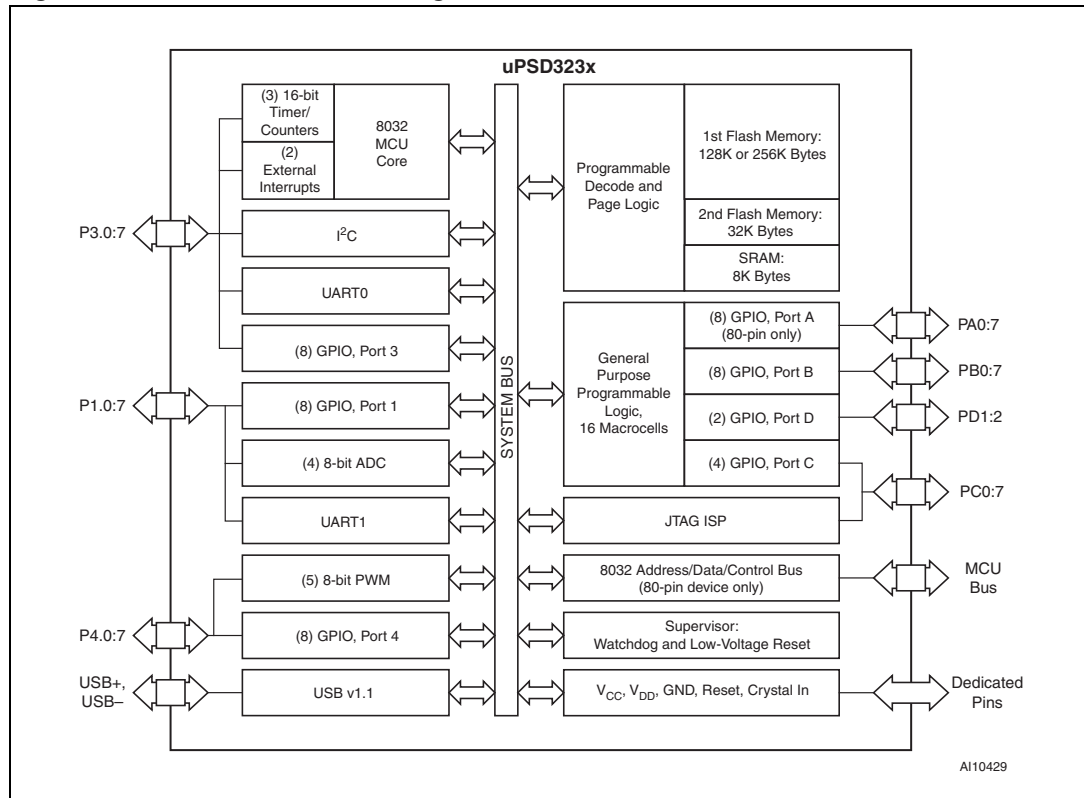 uPSD323x
(3) 16-bit
Timer/
Counters
(2)
External
Interrupts
8032
MCU
Core
P3.0:7
I²C
UART0
(8) GPIO, Port 3
P1.0:7
(8) GPIO, Port 1
(4) 8-bit ADC
UART1
(5) 8-bit PWM
P4.0:7
(8) GPIO, Port 4
USB+,
USB–
USB v1.1
SYSTEM BUS
Programmable
Decode and
Page Logic
1st Flash Memory:
128K or 256K Bytes
2nd Flash Memory:
32K Bytes
SRAM:
8K Bytes
General
Purpose
Programmable
Logic,
16 Macrocells
(8) GPIO, Port A
(80-pin only)
PA0:7
(8) GPIO, Port B
PB0:7
(2) GPIO, Port D
PD1:2
(4) GPIO, Port C
PC0:7
JTAG ISP
8032 Address/Data/Control Bus
(80-pin device only)
MCU
Bus
Supervisor:
Watchdog and Low-Voltage Reset
VCC, VDD, GND, Reset, Crystal In
Dedicated
Pins
AI10429